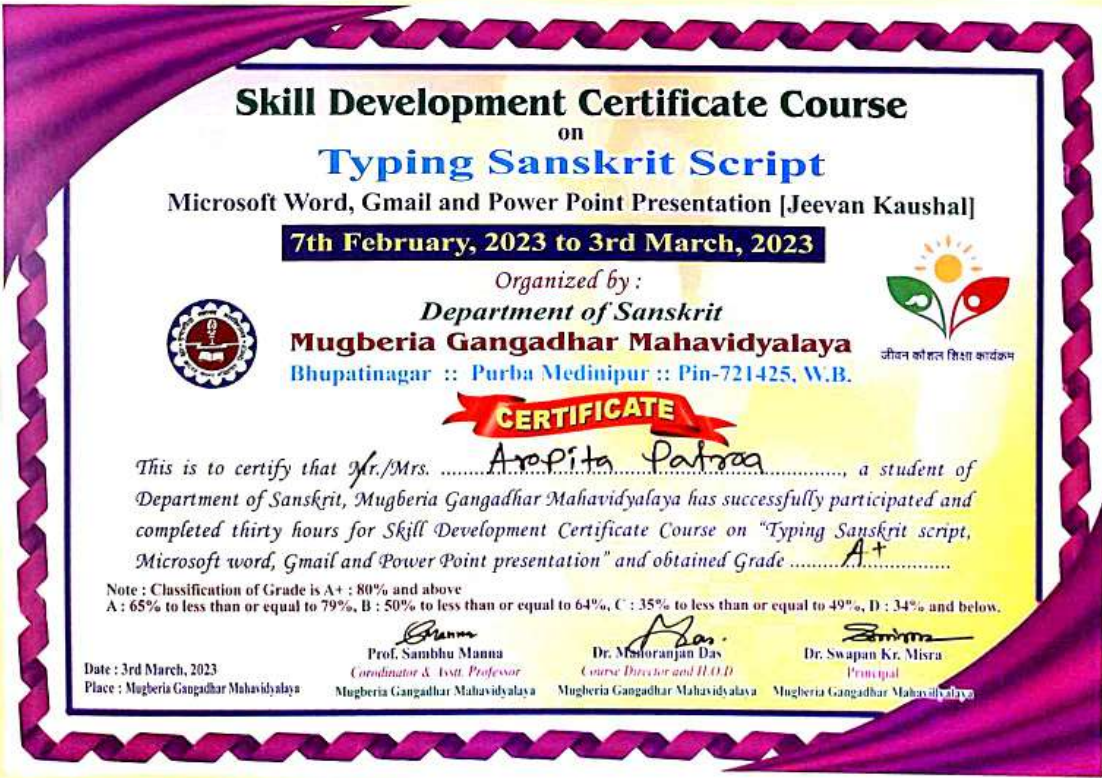 Skill Development Certificate Course
on
Typing Sanskrit Script
Microsoft Word, Gmail and Power Point Presentation [Jeevan Kaushal]
7th February, 2023 to 3rd March, 2023
Organized by :
Department of Sanskrit
Mugberia Gangadhar Mahavidyalaya
Bhupatinagar :: Purba Medinipur :: Pin-721425, W.B.
जीवन कौशल शिक्षा कार्यक्रम
CERTIFICATE
This is to certify that Mr./Mrs. Arapita Patraa, a student of
Department of Sanskrit, Mugberia Gangadhar Mahavidyalaya has successfully participated and
completed thirty hours for Skill Development Certificate Course on "Typing Sanskrit script,
Microsoft word, Gmail and Power Point presentation" and obtained Grade A+
Note : Classification of Grade is A+ : 80% and above
A : 65% to less than or equal to 79%, B : 50% to less than or equal to 64%, C : 35% to less than or equal to 49%, D : 34% and below.
Prof. Sambhu Manna Dr. Manoranjan Das Dr. Swapan Kr. Misra
Date : 3rd March, 2023 Corodinator & Asstt. Professor Course Director and H.O.D Principal
Place : Mugberia Gangadhar Mahavidyalaya Mugberia Gangadhar Mahavidyalaya Mugberia Gangadhar Mahavidyalaya Mugberia Gangadhar Mahavidyalaya